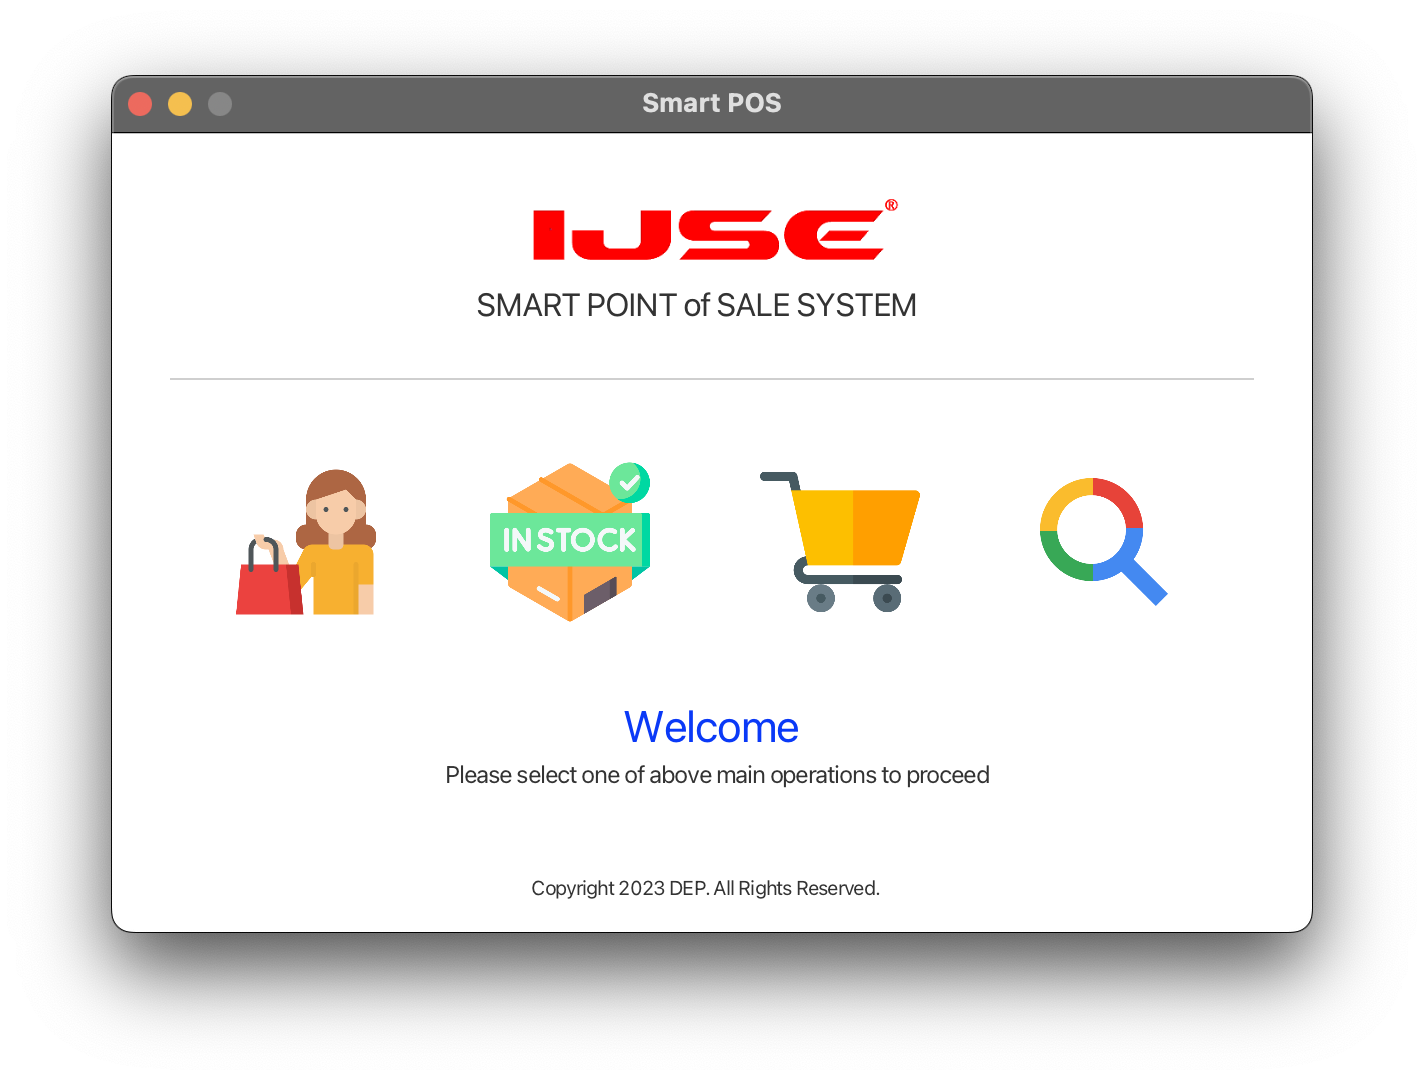 Smart POS
IJSE®
SMART POINT of SALE SYSTEM
IN STOCK
Welcome
Please select one of above main operations to proceed
Copyright 2023 DEP. All Rights Reserved.